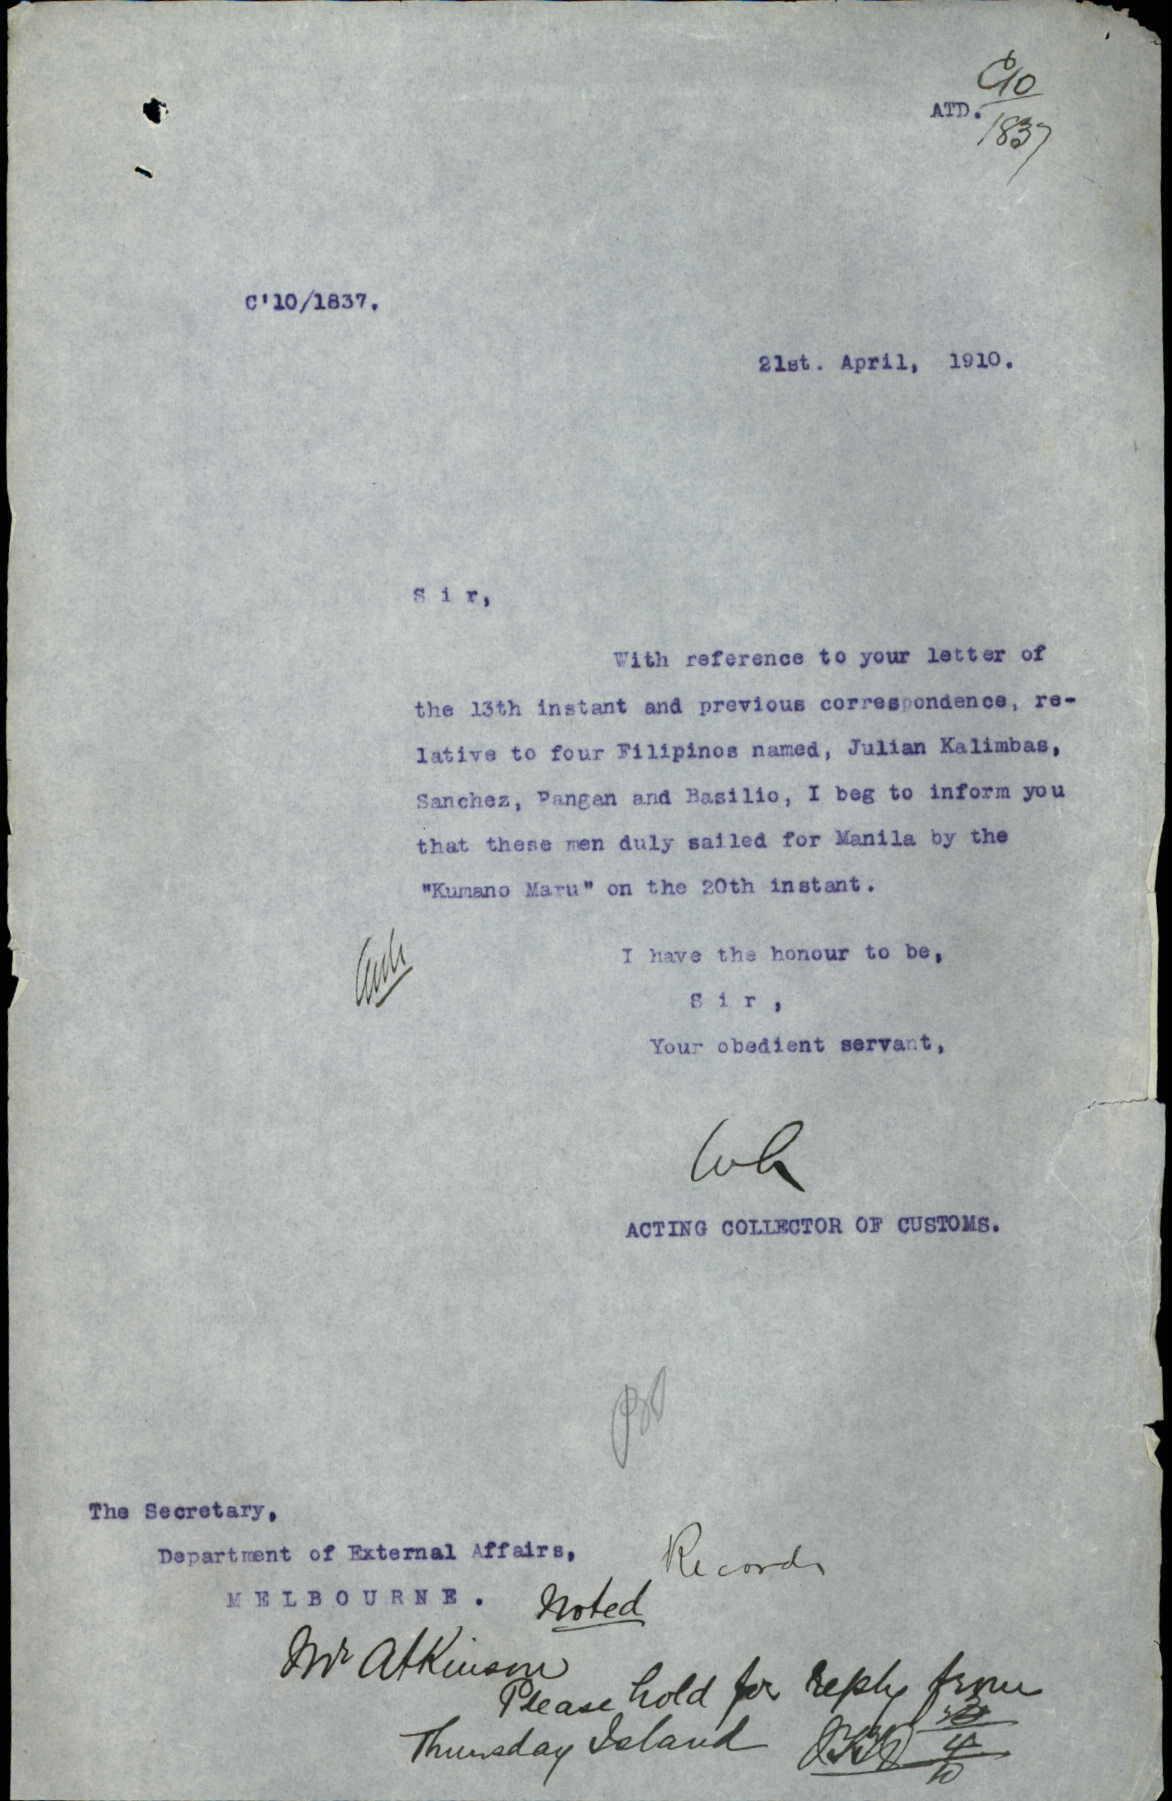 C10
ATD. 1837
C'10/1837.
21st. April, 1910.
S i r,
With reference to your letter of
the 13th instant and previous correspondence, re-
lative to four Filipinos named, Julian Kalimbas,
Sanchez, Pangan and Basilio, I beg to inform you
that these men duly sailed for Manila by the
"Kumano Maru" on the 20th instant.
I have the honour to be,
S i r ,
Your obedient servant,
ACTING COLLECTOR OF CUSTOMS.
The Secretary,
Department of External Affairs,
M E L B O U R N E .
Records
Noted
Mr Atkinson
Please hold for reply from
Thursday Island